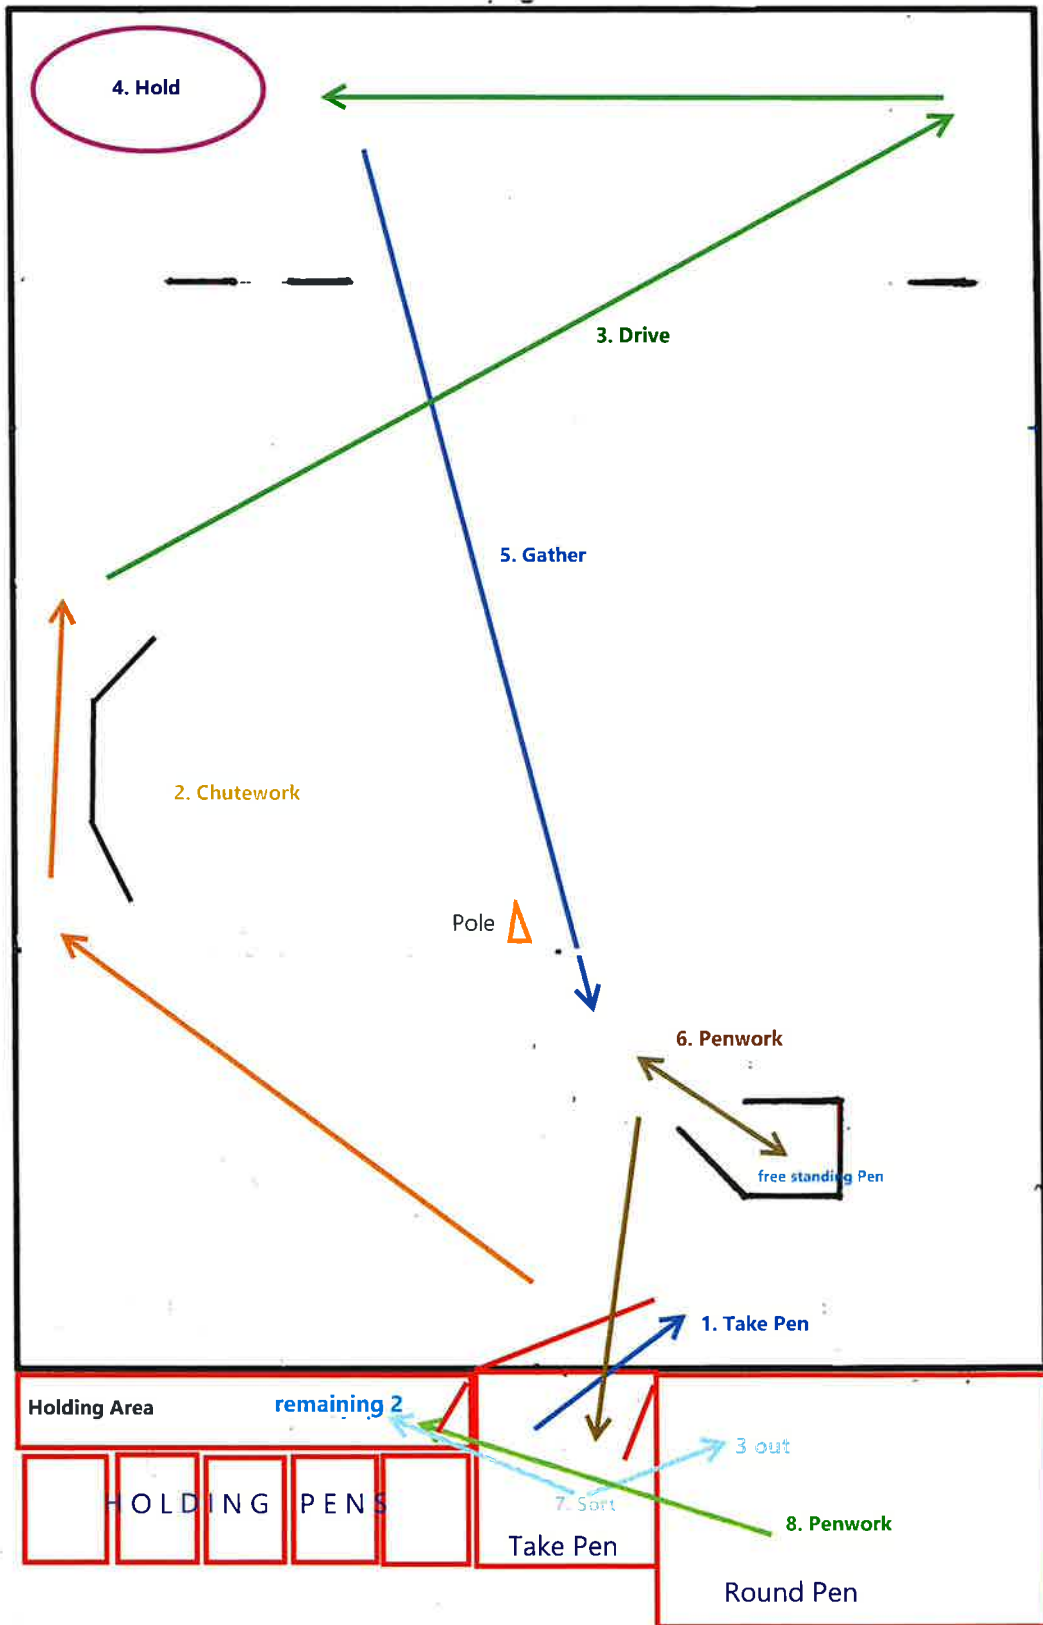 4. Hold
3. Drive
5. Gather
2. Chutework
Pole
6. Penwork
free standing Pen
1. Take Pen
Holding Area
remaining 2
3 out
7. Sort
HOLDING PENS
8. Penwork
Take Pen
Round Pen